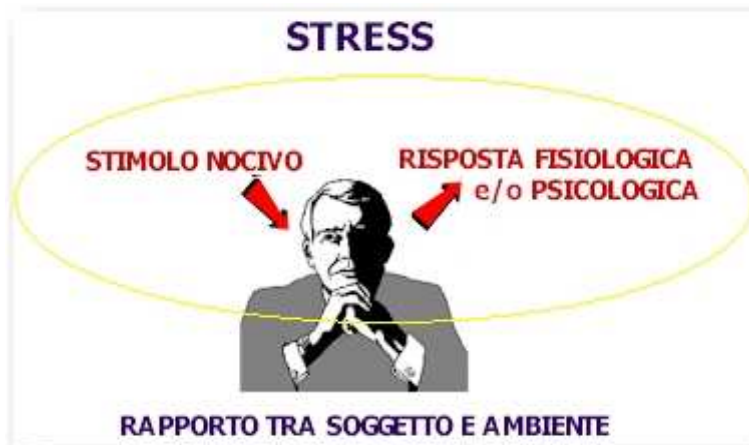 STRESS
STIMOLO NOCIVO
RISPOSTA FISIOLOGICA
e/o PSICOLOGICA
RAPPORTO TRA SOGGETTO E AMBIENTE